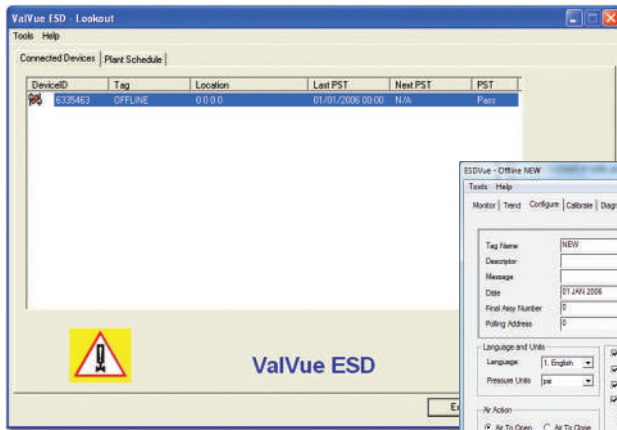 ValVue ESD - Lookout
Tools Help
Connected Devices Plant Schedule
DeviceID Tag Location Last PST Next PST PST
6335463 OFFLINE 0 0 0 0 01/01/2006 00:00 N/A Pass
ValVue ESD
ESDVue - Offline NEW
Tools Help
Monitor Trend Configure Calibrate
Tag Name NEW
Descriptor
Message
Date 01 JAN 2006
Final Assy Number 0
Polling Address 0
Language and Units
Language 1. English
Pressure Units psi
Air Action
Air To Open Air To Close